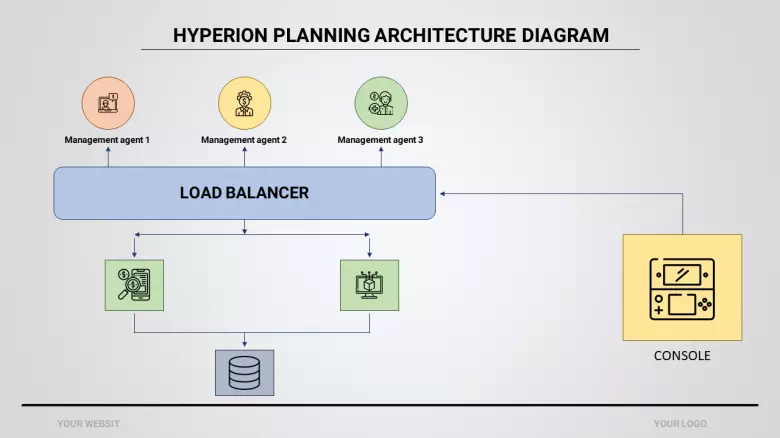 HYPERION PLANNING ARCHITECTURE DIAGRAM
Management agent 1
Management agent 2
Management agent 3
LOAD BALANCER
CONSOLE
YOUR WEBSIT
YOUR LOGO